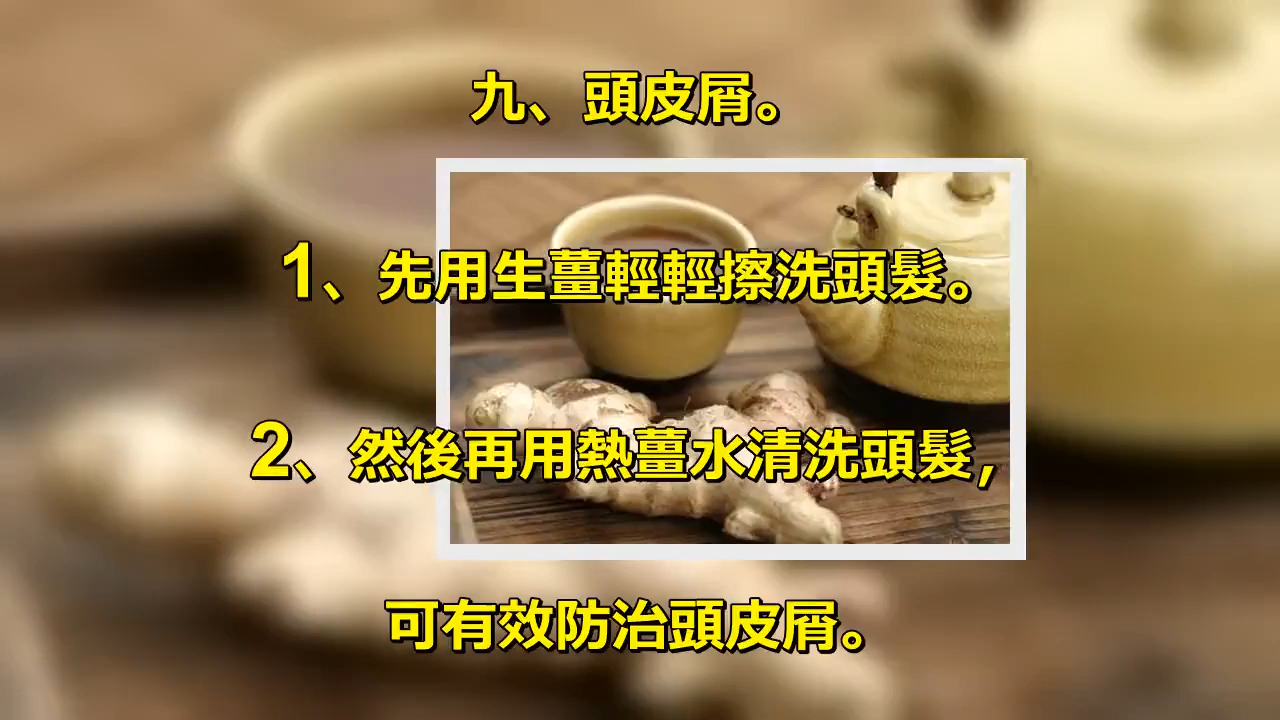 九、頭皮屑。
1、先用生薑輕輕擦洗頭髮。
2、然後再用熱薑水清洗頭髮，
可有效防治頭皮屑。